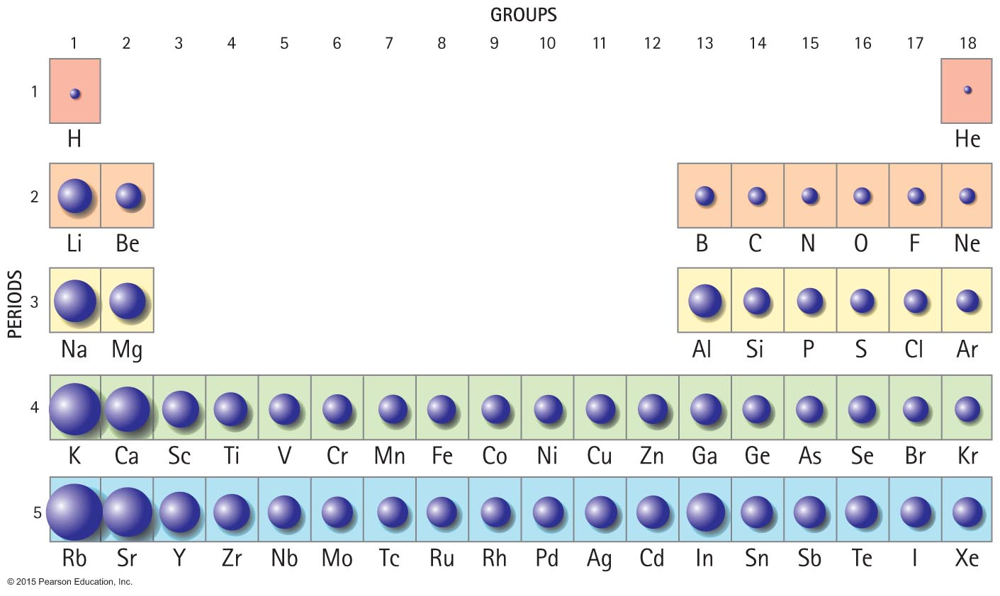 GROUPS
1 2 3 4 5 6 7 8 9 10 11 12 13 14 15 16 17 18
1
H He
2
Li Be B C N O F Ne
PERIODS
3
Na Mg Al Si P S Cl Ar
4
K Ca Sc Ti V Cr Mn Fe Co Ni Cu Zn Ga Ge As Se Br Kr
5
Rb Sr Y Zr Nb Mo Tc Ru Rh Pd Ag Cd In Sn Sb Te I Xe
© 2015 Pearson Education, Inc.